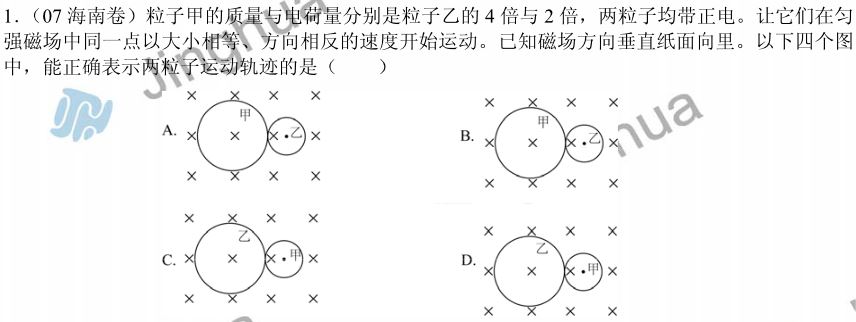 1.（07 海南卷）粒子甲的质量与电荷量分别是粒子乙的 4 倍与 2 倍，两粒子均带正电。让它们在匀
强磁场中同一点以大小相等、方向相反的速度开始运动。已知磁场方向垂直纸面向里。以下四个图
中，能正确表示两粒子运动轨迹的是（　　）
A. 甲 乙
B. 甲 乙
C. 乙 甲
D. 乙 甲